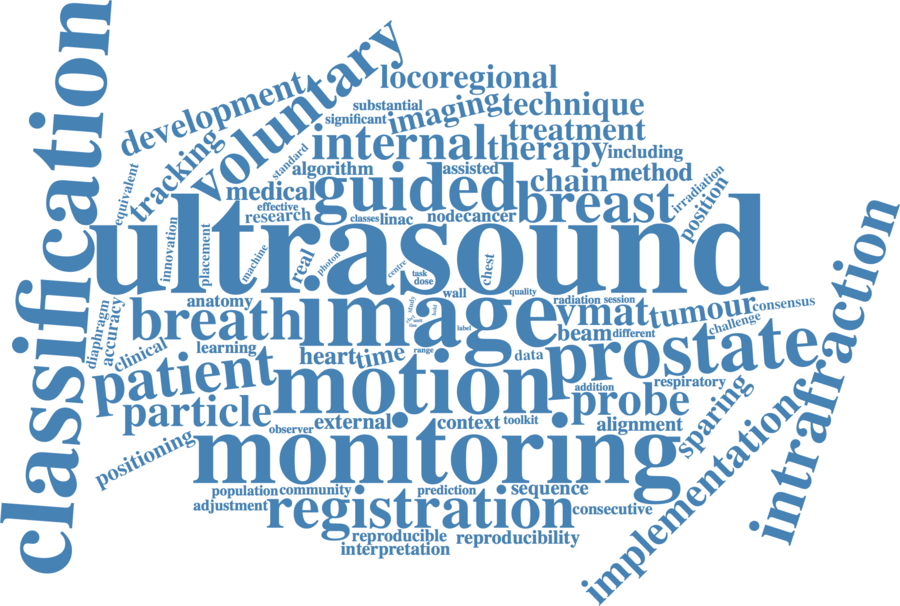 classification
voluntary
locoregional
development
substantial
significant
imaging
technique
tracking
standard
internal
therapy
treatment
including
algorithm
assisted
equivalent
medical
guided
chain
method
effective
research
classes
linac
node
cancer
breast
irradiation
position
ultrasound
innovation
placement
machine
real
photon
centre
task
dose
chest
wall
quality
anatomy
diaphragm
accuracy
breath
image
study
label
radiation
session
vmat
tumour
consensus
beam
different
challenge
clinical
learning
heart
time
range
data
prostate
intrafraction
patient
motion
addition
respiratory
particle
probe
sparing
observer
external
context
toolkit
alignment
positioning
monitoring
implementation
population
community
prediction
sequence
adjustment
registration
consecutive
reproducible
reproducibility
interpretation